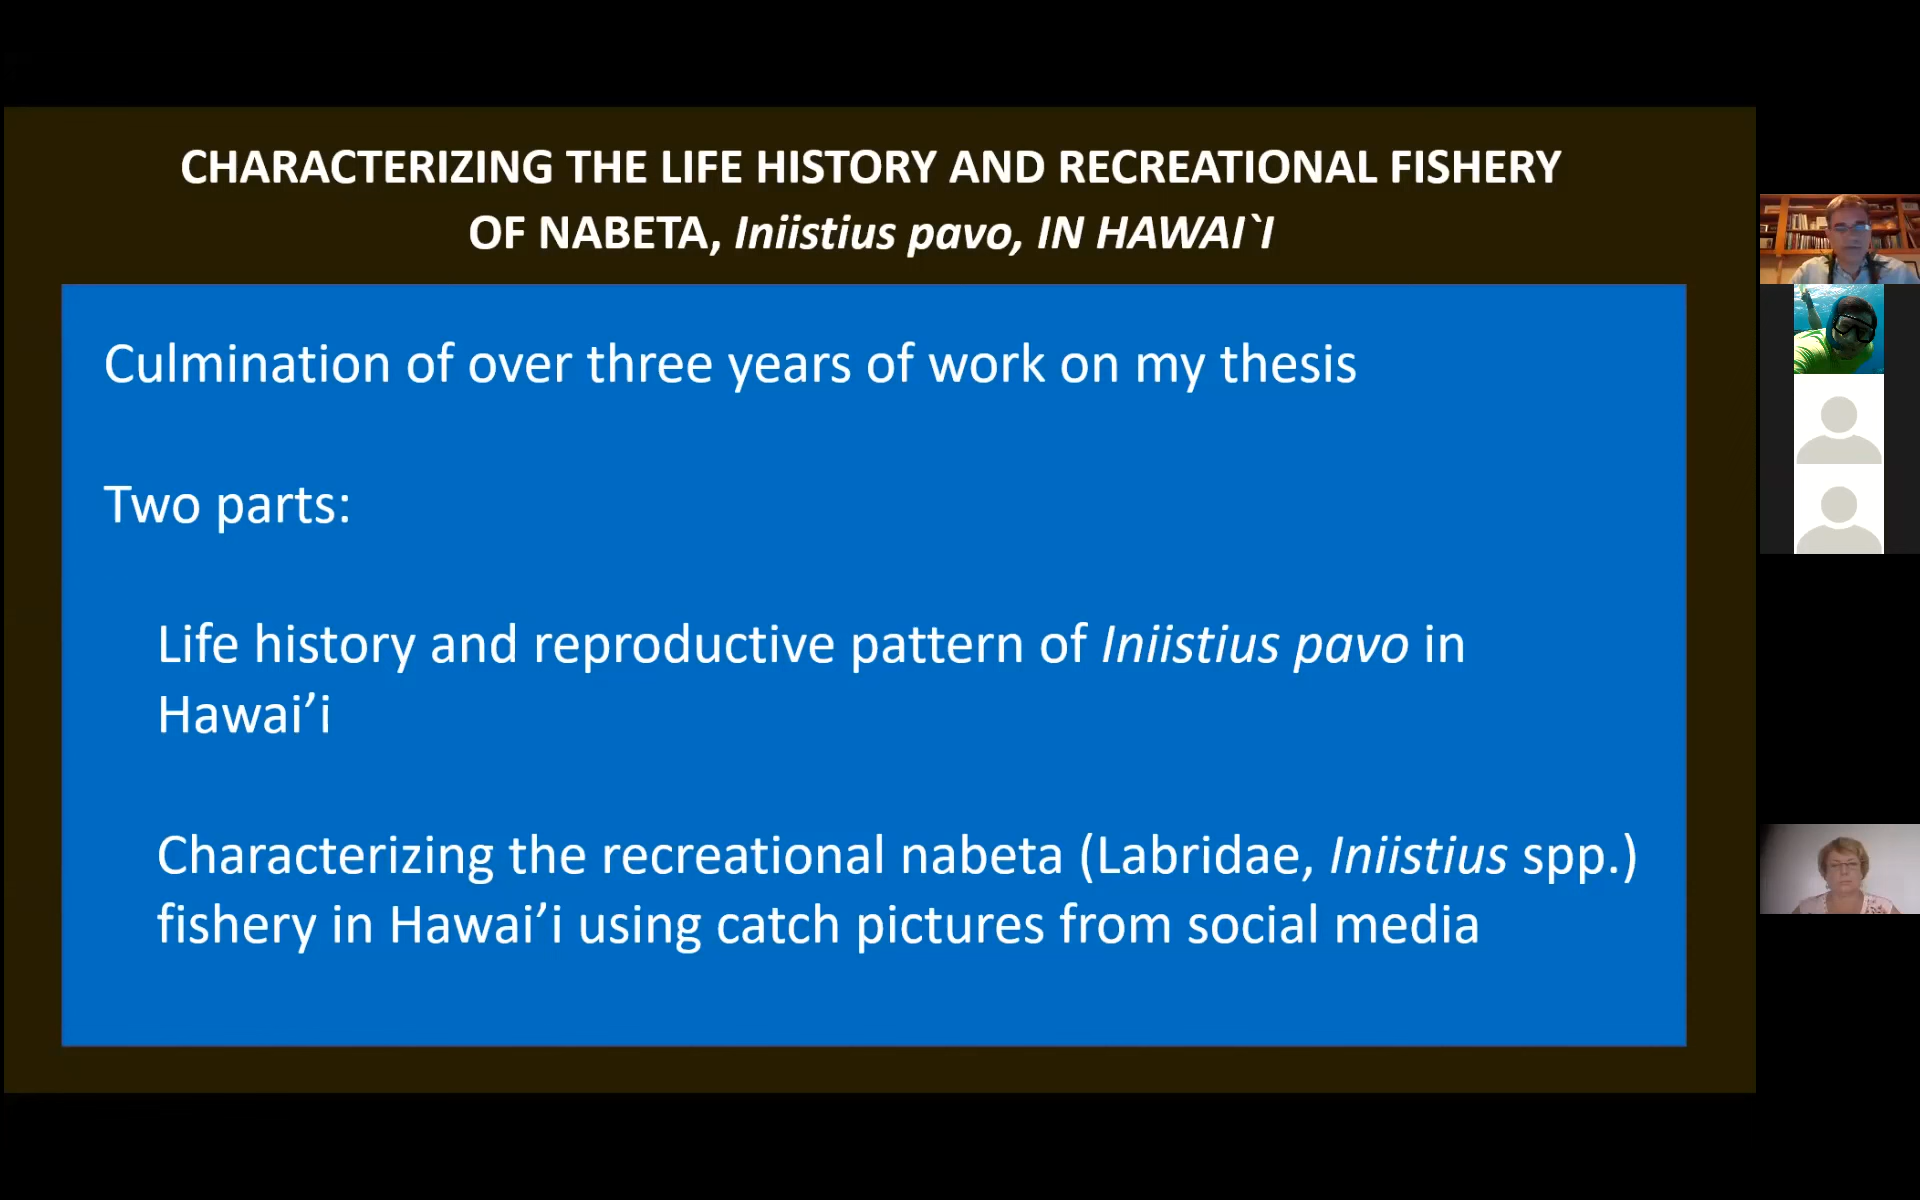 CHARACTERIZING THE LIFE HISTORY AND RECREATIONAL FISHERY
OF NABETA, Iniistius pavo, IN HAWAI`I
Culmination of over three years of work on my thesis
Two parts:
Life history and reproductive pattern of Iniistius pavo in
Hawai’i
Characterizing the recreational nabeta (Labridae, Iniistius spp.)
fishery in Hawai’i using catch pictures from social media